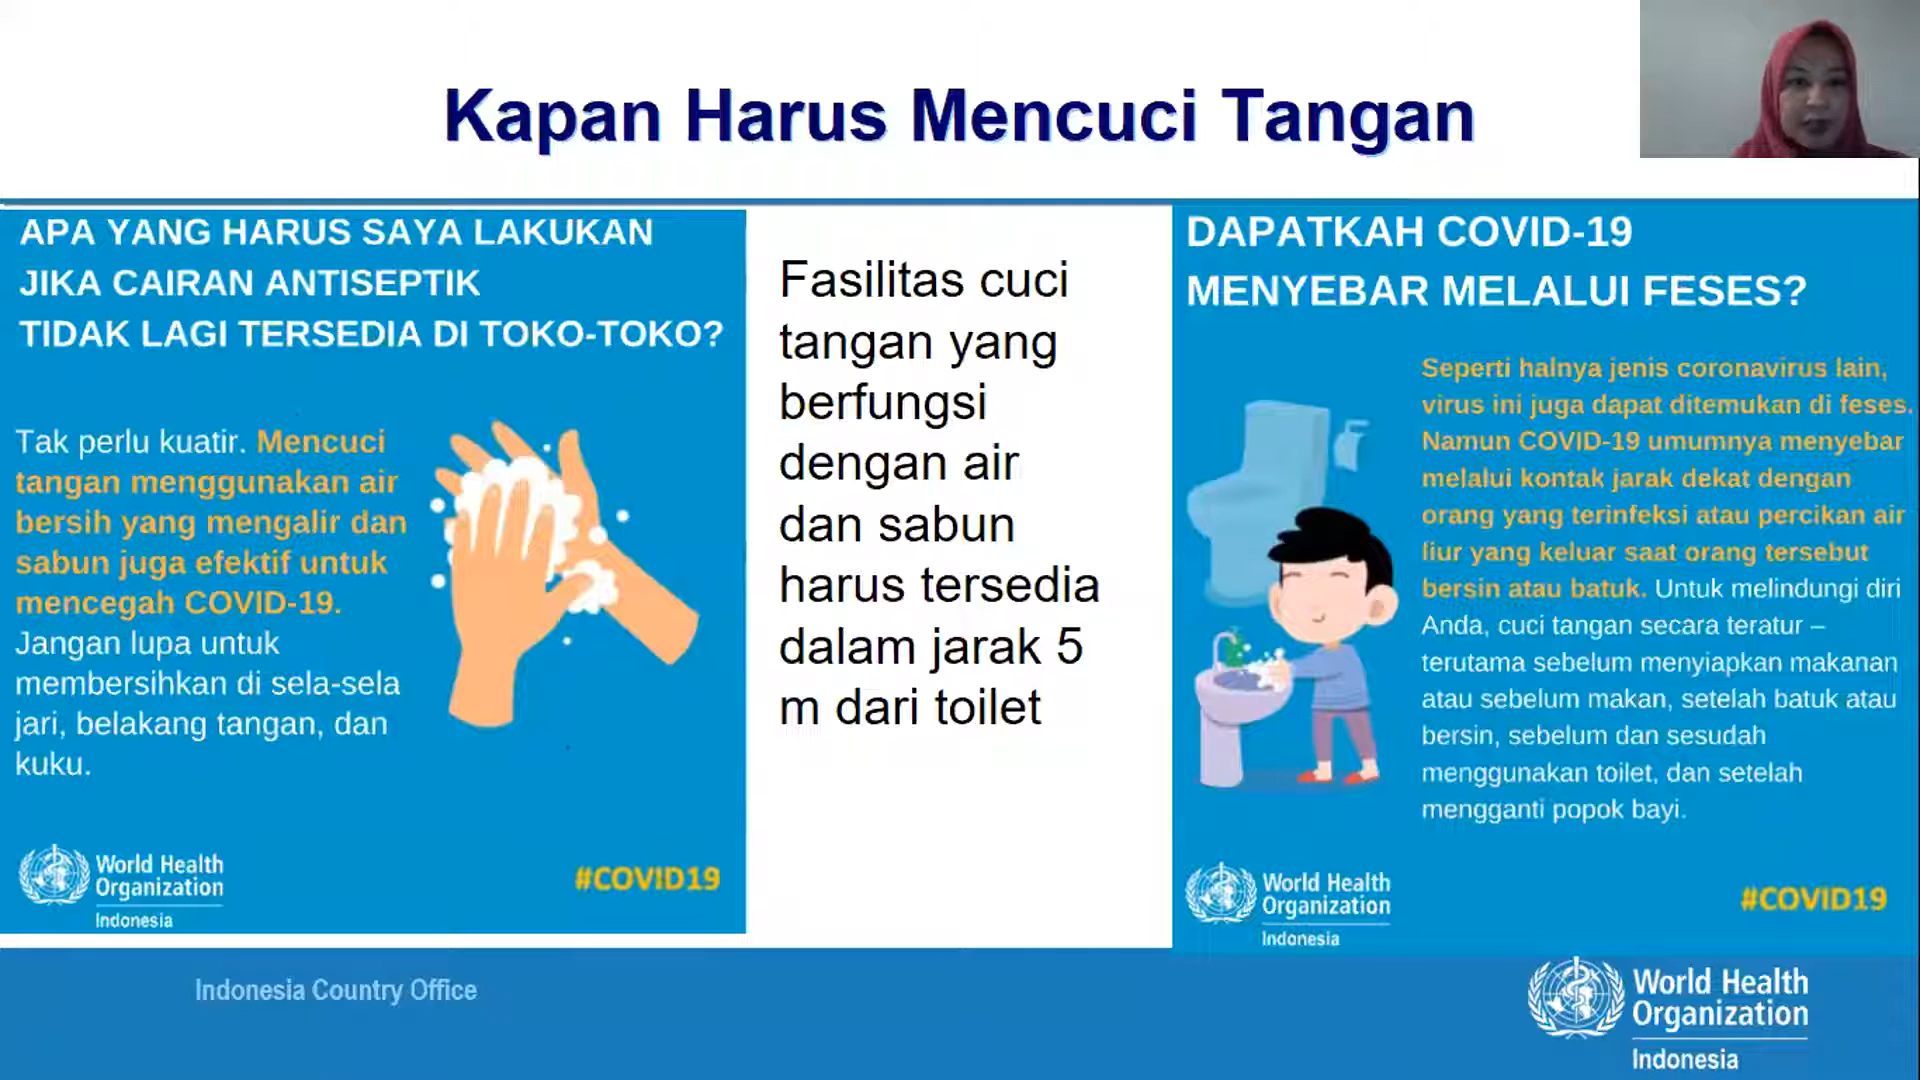 Kapan Harus Mencuci Tangan
APA YANG HARUS SAYA LAKUKAN
JIKA CAIRAN ANTISEPTIK
TIDAK LAGI TERSEDIA DI TOKO-TOKO?
Tak perlu kuatir. Mencuci
tangan menggunakan air
bersih yang mengalir dan
sabun juga efektif untuk
mencegah COVID-19.
Jangan lupa untuk
membersihkan di sela-sela
jari, belakang tangan, dan
kuku.
World Health
Organization
Indonesia
#COVID19
Fasilitas cuci
tangan yang
berfungsi
dengan air
dan sabun
harus tersedia
dalam jarak 5
m dari toilet
DAPATKAH COVID-19
MENYEBAR MELALUI FESES?
Seperti halnya jenis coronavirus lain,
virus ini juga dapat ditemukan di feses.
Namun COVID-19 umumnya menyebar
melalui kontak jarak dekat dengan
orang yang terinfeksi atau percikan air
liur yang keluar saat orang tersebut
bersin atau batuk. Untuk melindungi diri
Anda, cuci tangan secara teratur –
terutama sebelum menyiapkan makanan
atau sebelum makan, setelah batuk atau
bersin, sebelum dan sesudah
menggunakan toilet, dan setelah
mengganti popok bayi.
World Health
Organization
Indonesia
#COVID19
Indonesia Country Office
World Health
Organization
Indonesia